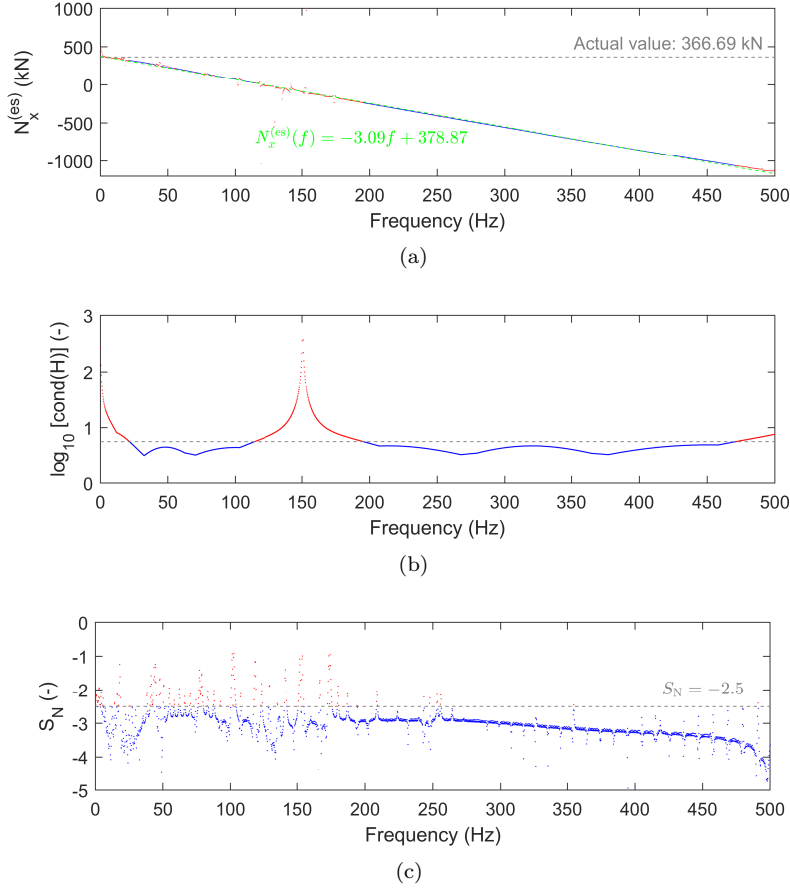 1000
500
0
-500
-1000
N_x^(es) (kN)
Actual value: 366.69 kN
N_x^(es)(f) = −3.09f + 378.87
0 50 100 150 200 250 300 350 400 450 500
Frequency (Hz)
(a)
3
2
1
0
log_10 [cond(H)] (-)
0 50 100 150 200 250 300 350 400 450 500
Frequency (Hz)
(b)
0
-1
-2
-3
-4
-5
S_N (-)
S_N = −2.5
0 50 100 150 200 250 300 350 400 450 500
Frequency (Hz)
(c)